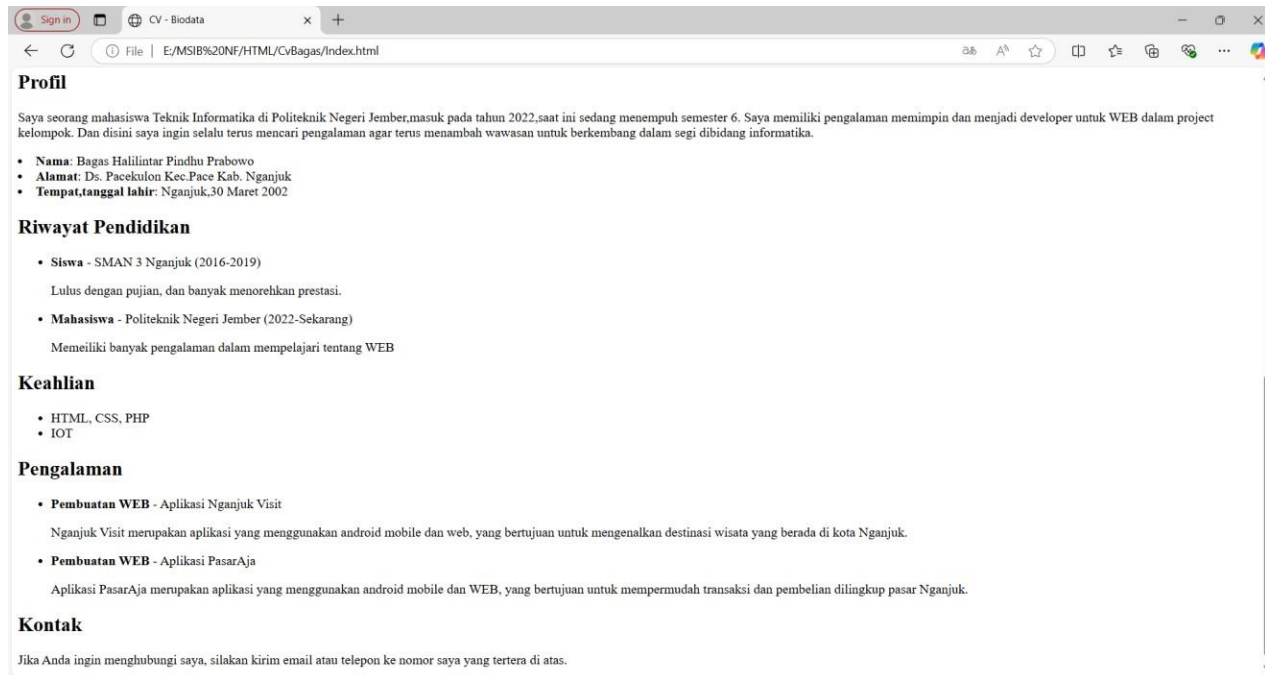 Sign in
CV - Biodata
File | E:/MSIB%20NF/HTML/CvBagas/Index.html
Profil
Saya seorang mahasiswa Teknik Informatika di Politeknik Negeri Jember,masuk pada tahun 2022,saat ini sedang menempuh semester 6. Saya memiliki pengalaman memimpin dan menjadi developer untuk WEB dalam project
kelompok. Dan disini saya ingin selalu terus mencari pengalaman agar terus menambah wawasan untuk berkembang dalam segi dibidang informatika.
• Nama: Bagas Halilintar Pindhu Prabowo
• Alamat: Ds. Pacekulon Kec.Pace Kab. Nganjuk
• Tempat,tanggal lahir: Nganjuk,30 Maret 2002
Riwayat Pendidikan
• Siswa - SMAN 3 Nganjuk (2016-2019)
Lulus dengan pujian, dan banyak menorehkan prestasi.
• Mahasiswa - Politeknik Negeri Jember (2022-Sekarang)
Memeiliki banyak pengalaman dalam mempelajari tentang WEB
Keahlian
• HTML, CSS, PHP
• IOT
Pengalaman
• Pembuatan WEB - Aplikasi Nganjuk Visit
Nganjuk Visit merupakan aplikasi yang menggunakan android mobile dan web, yang bertujuan untuk mengenalkan destinasi wisata yang berada di kota Nganjuk.
• Pembuatan WEB - Aplikasi PasarAja
Aplikasi PasarAja merupakan aplikasi yang menggunakan android mobile dan WEB, yang bertujuan untuk mempermudah transaksi dan pembelian dilingkup pasar Nganjuk.
Kontak
Jika Anda ingin menghubungi saya, silakan kirim email atau telepon ke nomor saya yang tertera di atas.